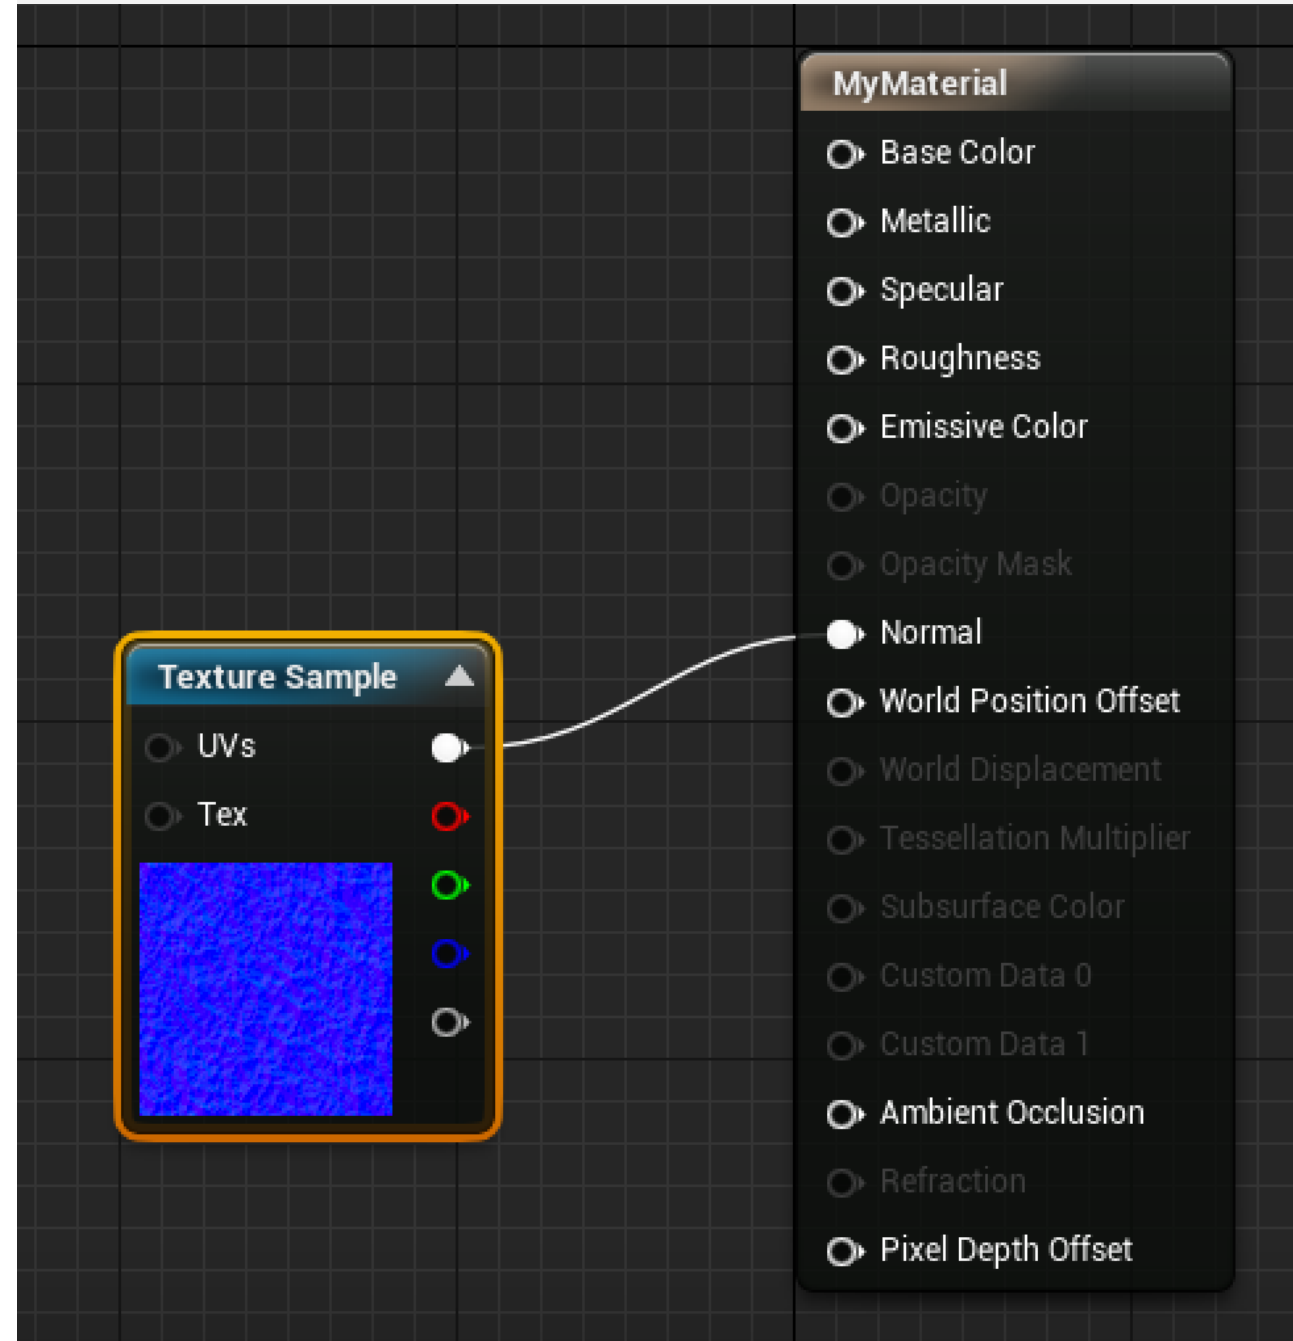 MyMaterial
Base Color
Metallic
Specular
Roughness
Emissive Color
Opacity
Opacity Mask
Normal
World Position Offset
World Displacement
Tessellation Multiplier
Subsurface Color
Custom Data 0
Custom Data 1
Ambient Occlusion
Refraction
Pixel Depth Offset
Texture Sample
UVs
Tex